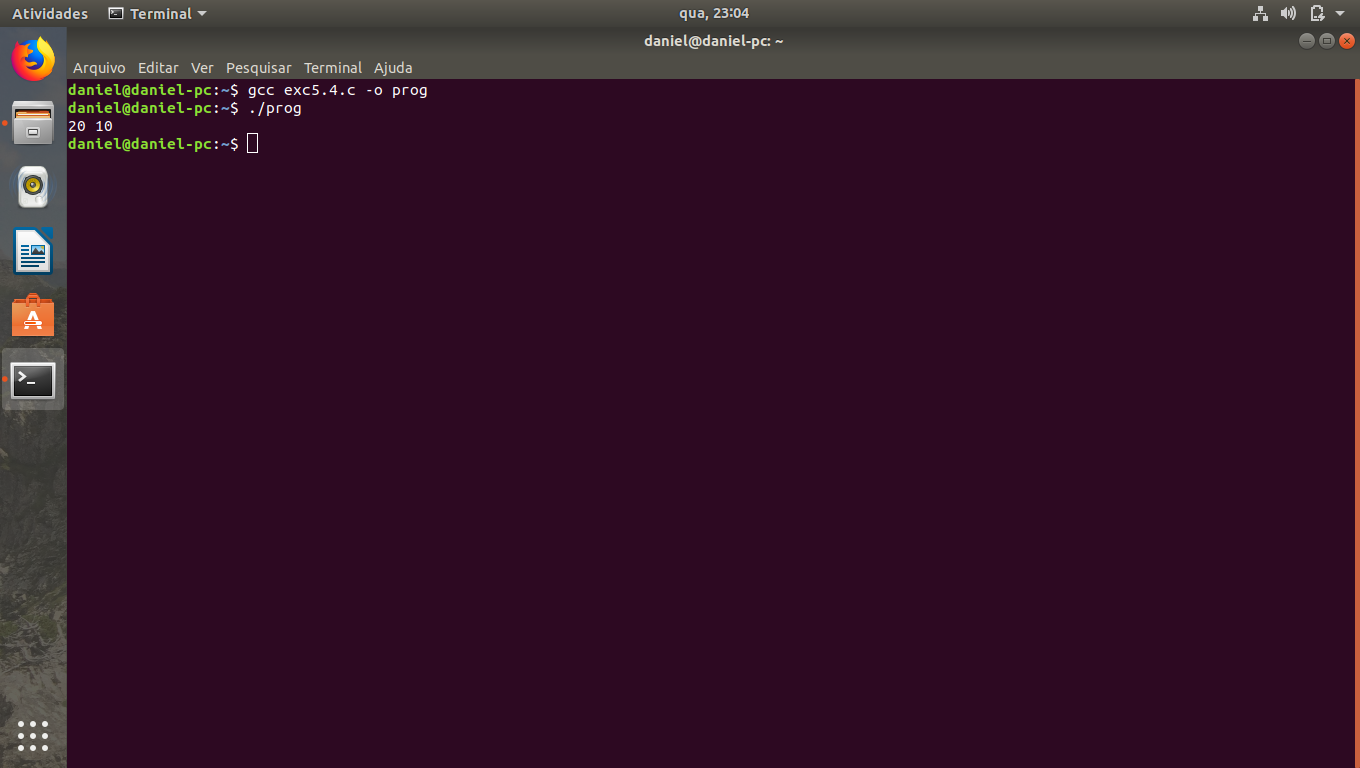 Atividades Terminal qua, 23:04
daniel@daniel-pc: ~
Arquivo Editar Ver Pesquisar Terminal Ajuda
daniel@daniel-pc:~$ gcc exc5.4.c -o prog
daniel@daniel-pc:~$ ./prog
20 10
daniel@daniel-pc:~$